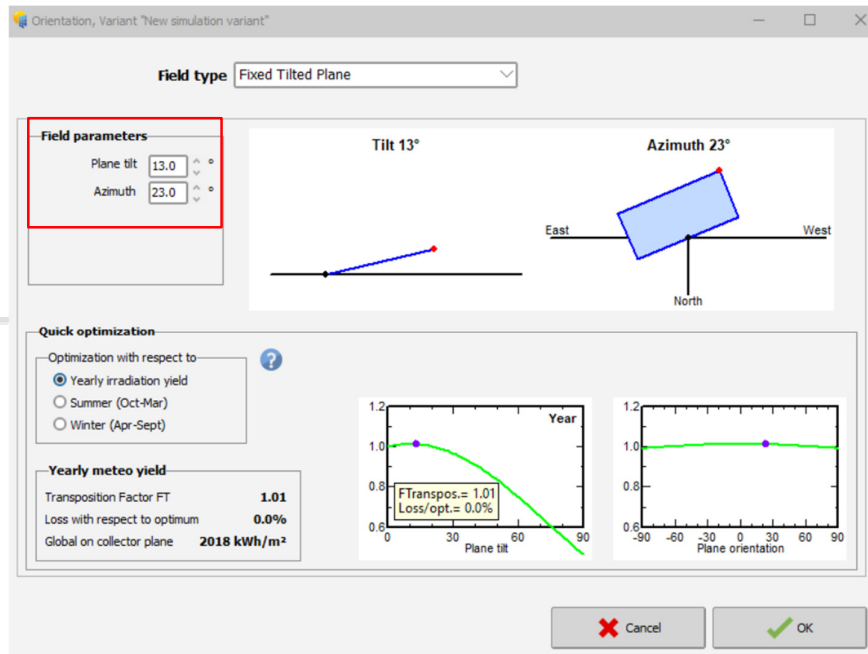 Orientation, Variant "New simulation variant"
Field type Fixed Tilted Plane
Field parameters
Plane tilt 13.0 °
Azimuth 23.0 °
Tilt 13°
Azimuth 23°
East
West
North
Quick optimization
Optimization with respect to
Yearly irradiation yield
Summer (Oct-Mar)
Winter (Apr-Sept)
?
Yearly meteo yield
Transposition Factor FT 1.01
Loss with respect to optimum 0.0%
Global on collector plane 2018 kWh/m²
Year
1.2
1.0
0.8
0.6
FTranspos.= 1.01
Loss/opt.= 0.0%
0 30 60 90
Plane tilt
1.2
1.0
0.8
0.6
-90 -60 -30 0 30 60 90
Plane orientation
Cancel
OK